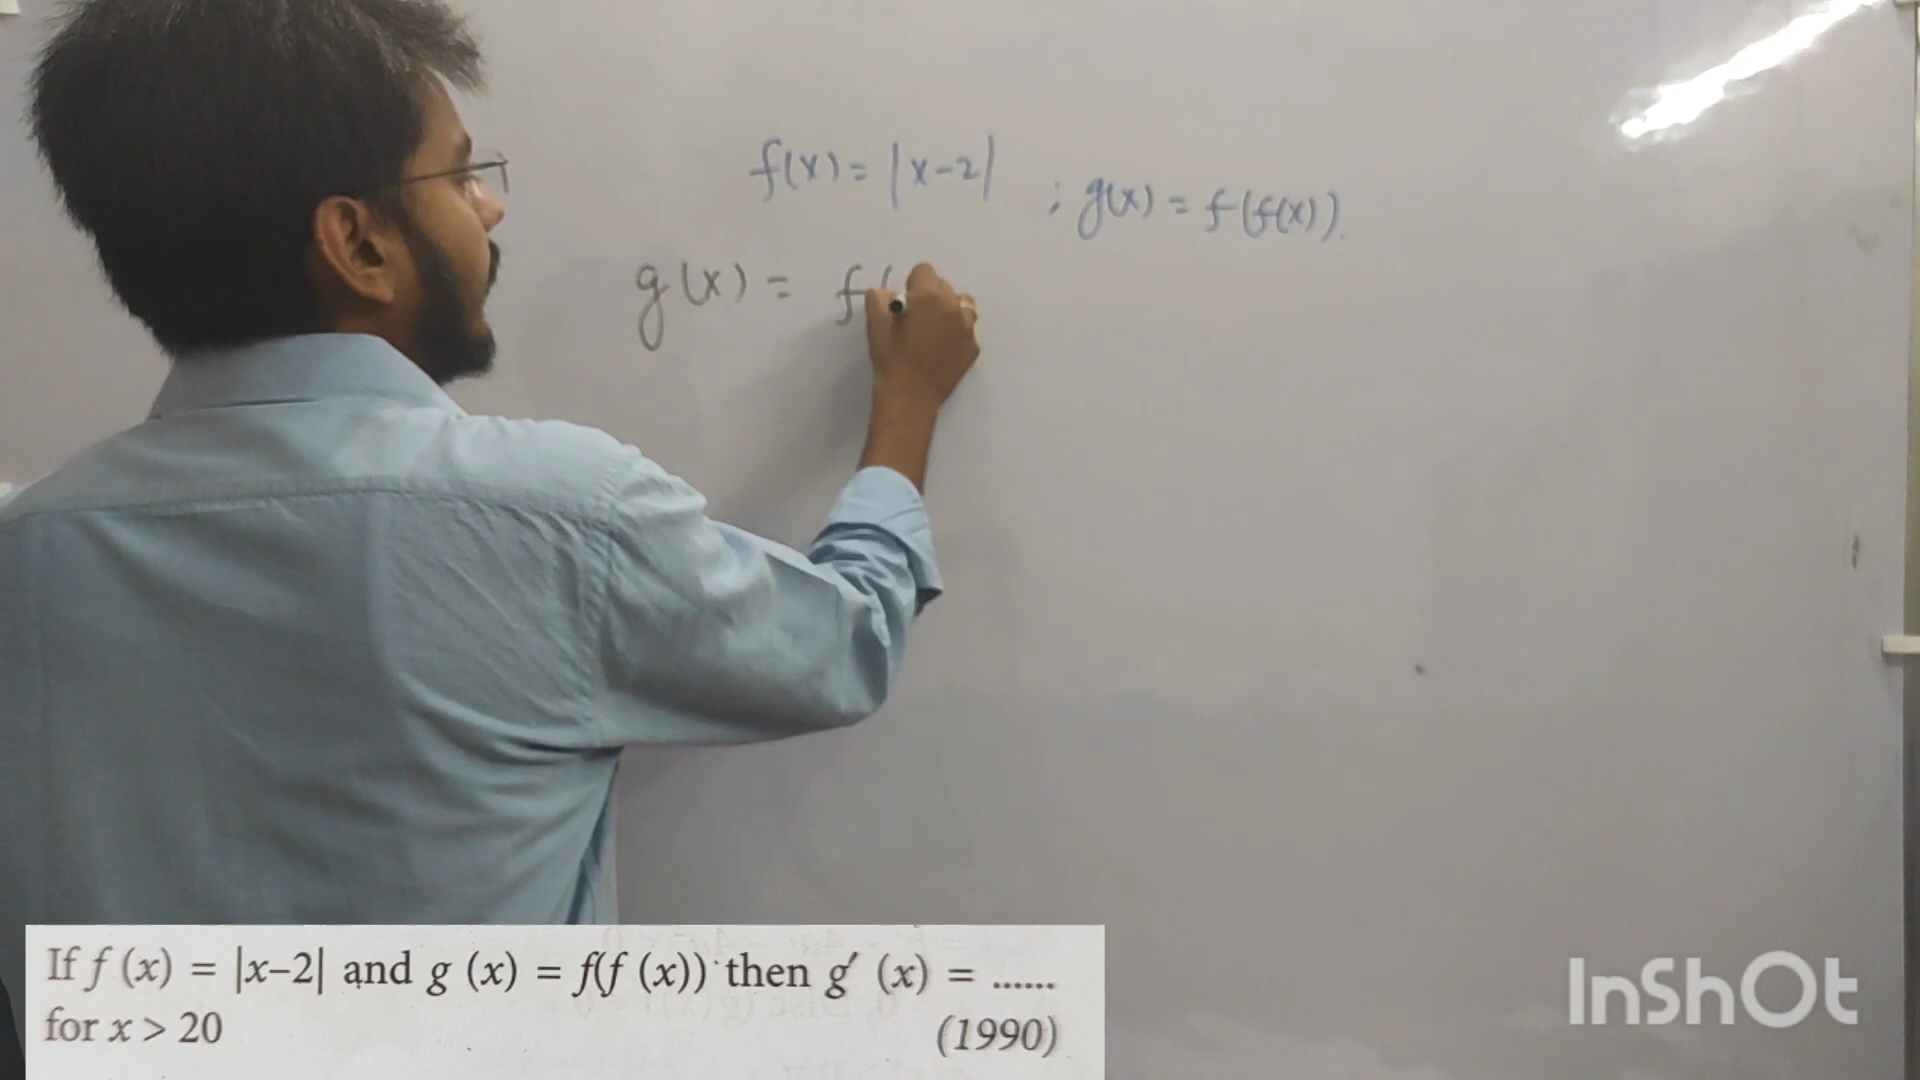 f(x) = |x-2| ; g(x) = f(f(x)).
g(x) = f(
If f (x) = |x–2| and g (x) = f(f (x)) then g′ (x) = ......
for x > 20 (1990)
InShOt